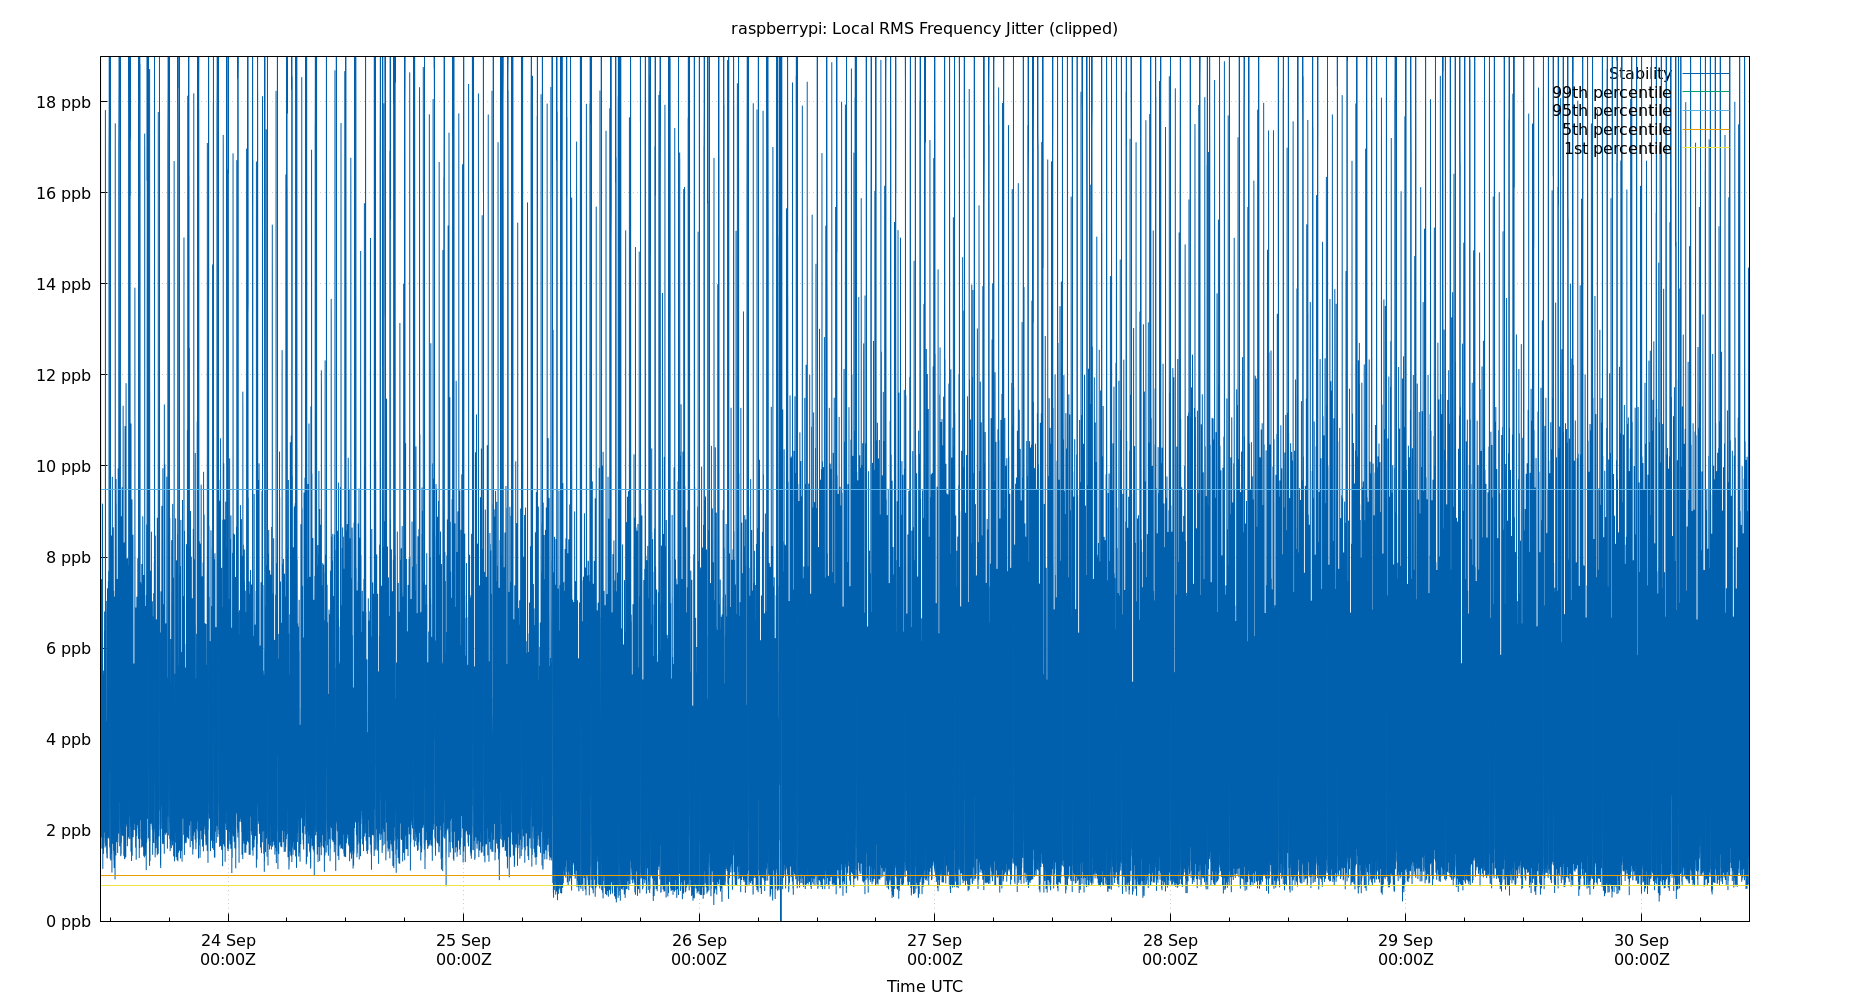 raspberrypi: Local RMS Frequency Jitter (clipped)
Stability
99th percentile
95th percentile
5th percentile
1st percentile
18 ppb
16 ppb
14 ppb
12 ppb
10 ppb
8 ppb
6 ppb
4 ppb
2 ppb
0 ppb
24 Sep 25 Sep 26 Sep 27 Sep 28 Sep 29 Sep 30 Sep
00:00Z 00:00Z 00:00Z 00:00Z 00:00Z 00:00Z 00:00Z
Time UTC